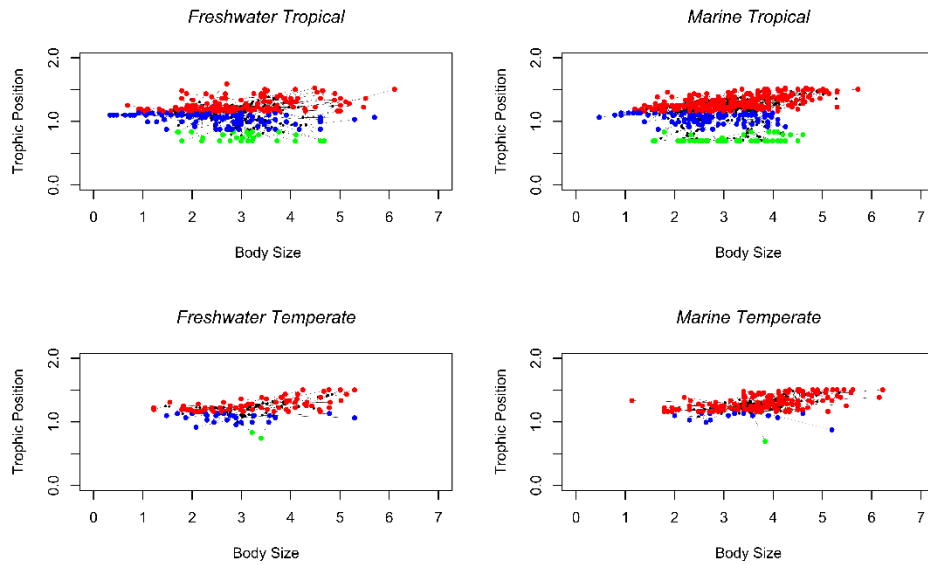 Freshwater Tropical
2.0
1.0
0.0
Trophic Position
0 1 2 3 4 5 6 7
Body Size
Marine Tropical
2.0
1.0
0.0
Trophic Position
0 1 2 3 4 5 6 7
Body Size
Freshwater Temperate
2.0
1.0
0.0
Trophic Position
0 1 2 3 4 5 6 7
Body Size
Marine Temperate
2.0
1.0
0.0
Trophic Position
0 1 2 3 4 5 6 7
Body Size